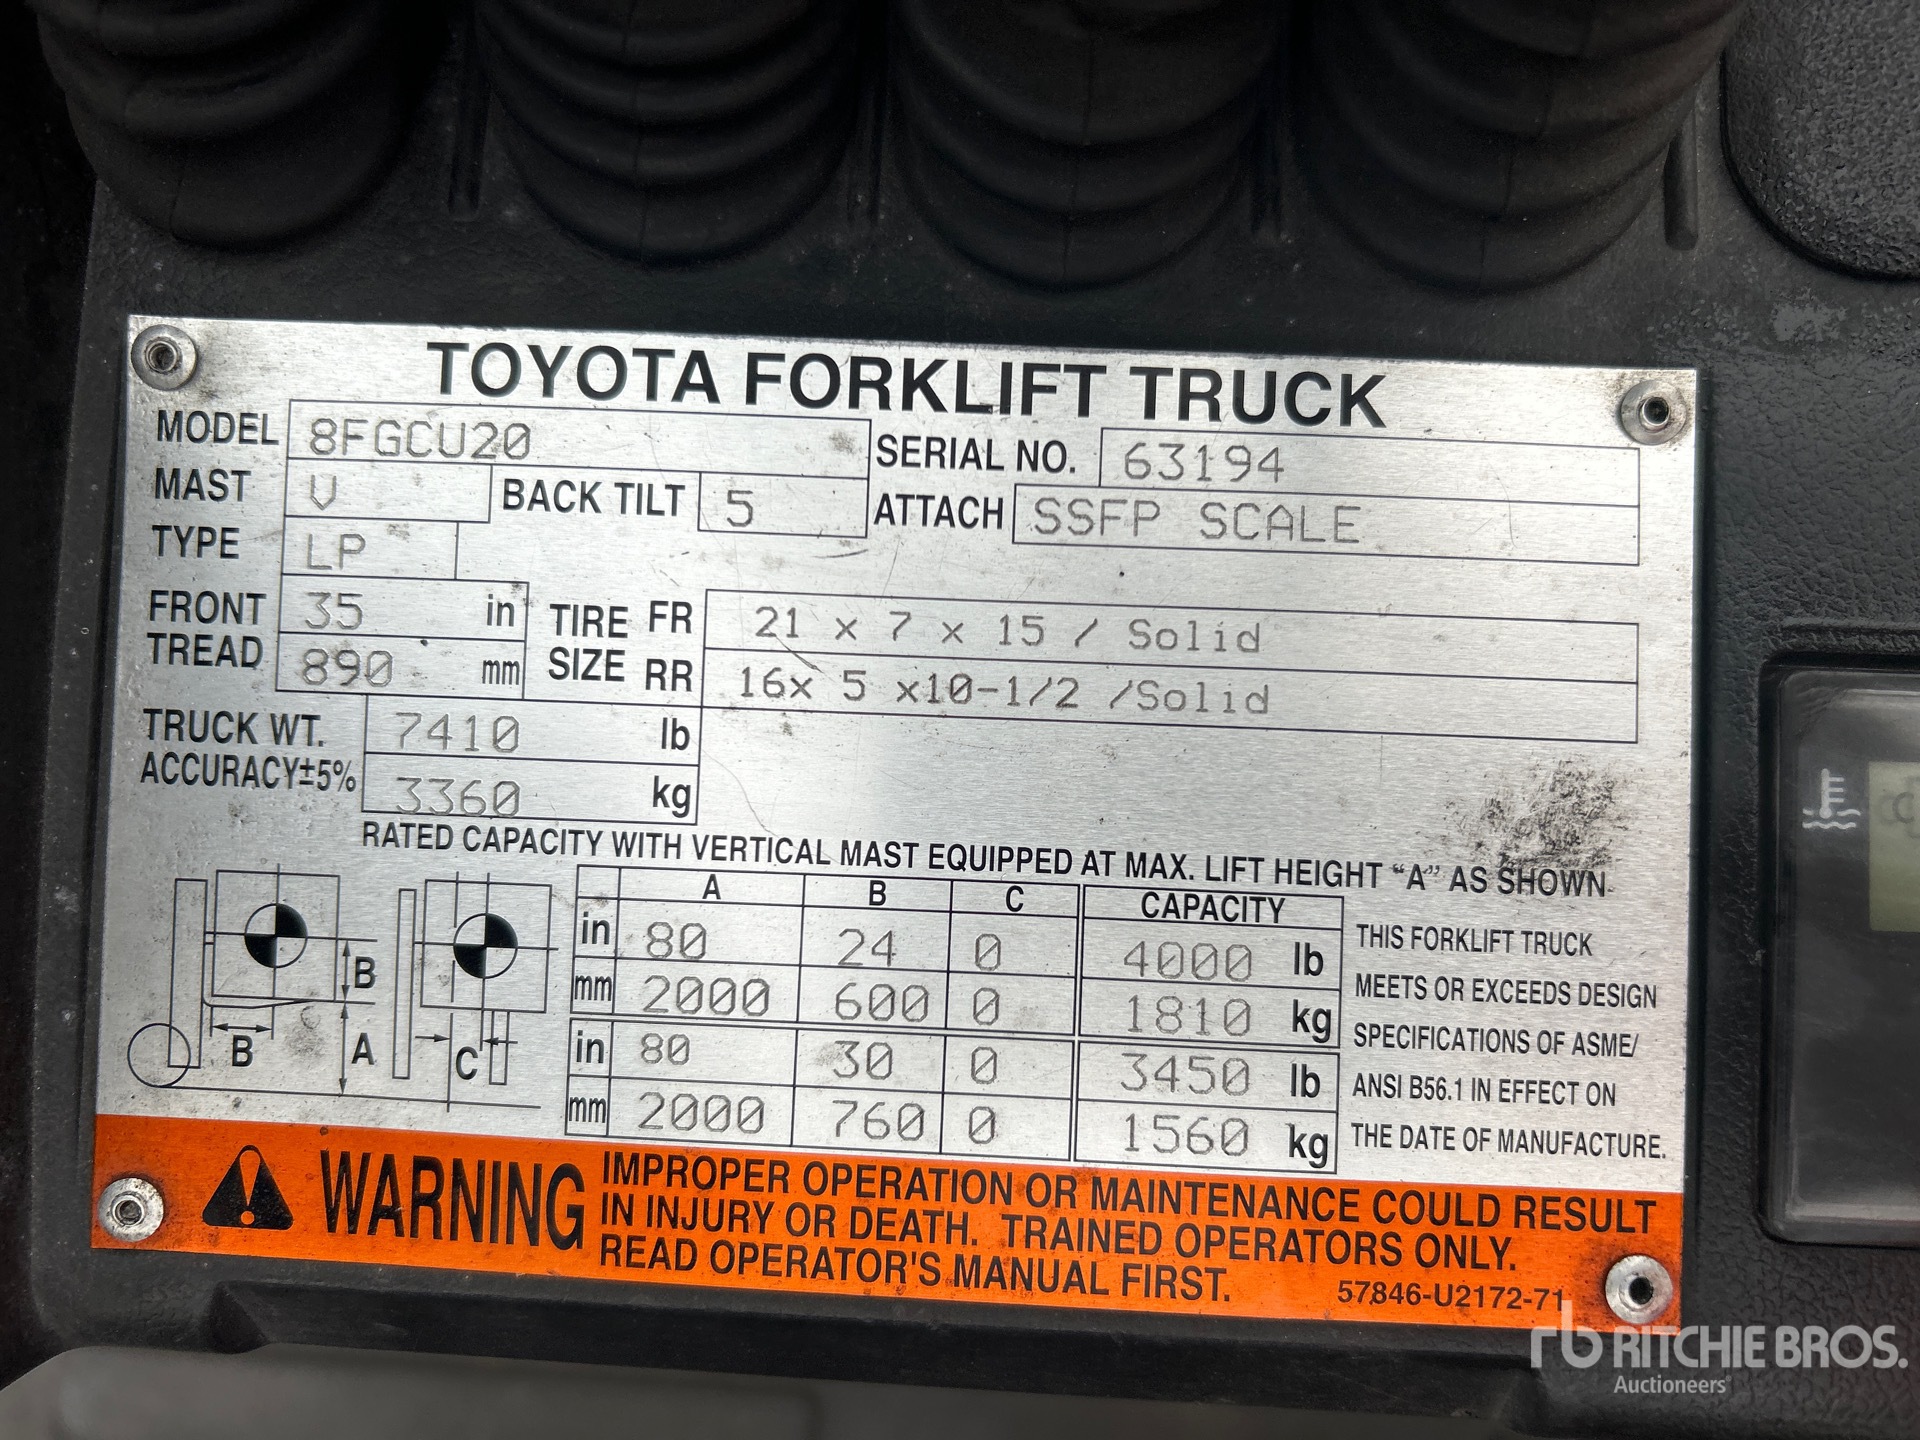 TOYOTA FORKLIFT TRUCK
MODEL 8FGCU20 SERIAL NO. 63194
MAST V BACK TILT 5 ATTACH SSFP SCALE
TYPE LP
FRONT TREAD 35 in TIRE SIZE FR 21 x 7 x 15 / Solid
890 mm RR 16x 5 x10-1/2 /Solid
TRUCK WT. 7410 lb
ACCURACY±5% 3360 kg
RATED CAPACITY WITH VERTICAL MAST EQUIPPED AT MAX. LIFT HEIGHT "A" AS SHOWN
A B C CAPACITY
in 80 24 0 4000 lb
mm 2000 600 0 1810 kg
in 80 30 0 3450 lb
mm 2000 760 0 1560 kg
B
B A C
THIS FORKLIFT TRUCK
MEETS OR EXCEEDS DESIGN
SPECIFICATIONS OF ASME/
ANSI B56.1 IN EFFECT ON
THE DATE OF MANUFACTURE.
WARNING
IMPROPER OPERATION OR MAINTENANCE COULD RESULT
IN INJURY OR DEATH. TRAINED OPERATORS ONLY.
READ OPERATOR'S MANUAL FIRST.
57846-U2172-71
rb RITCHIE BROS.
Auctioneers